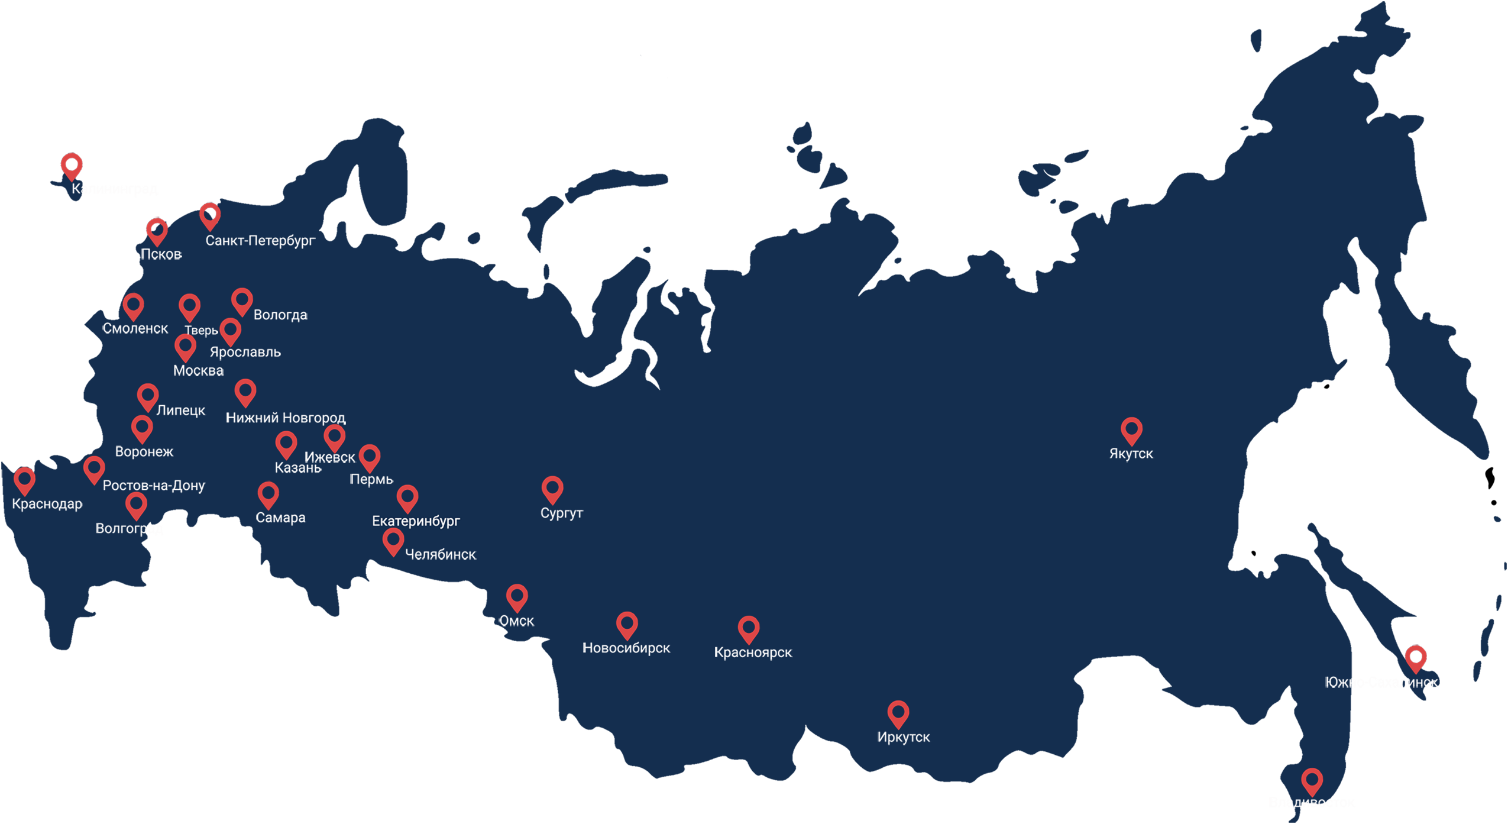 Санкт-Петербург
Псков
Вологда
Смоленск
Тверь
Ярославль
Москва
Липецк
Нижний Новгород
Воронеж
Ижевск
Казань
Якутск
Пермь
Ростов-на-Дону
Краснодар
Сургут
Самара
Екатеринбург
Волгогр
Челябинск
Омск
Новосибирск
Красноярск
Иркутск